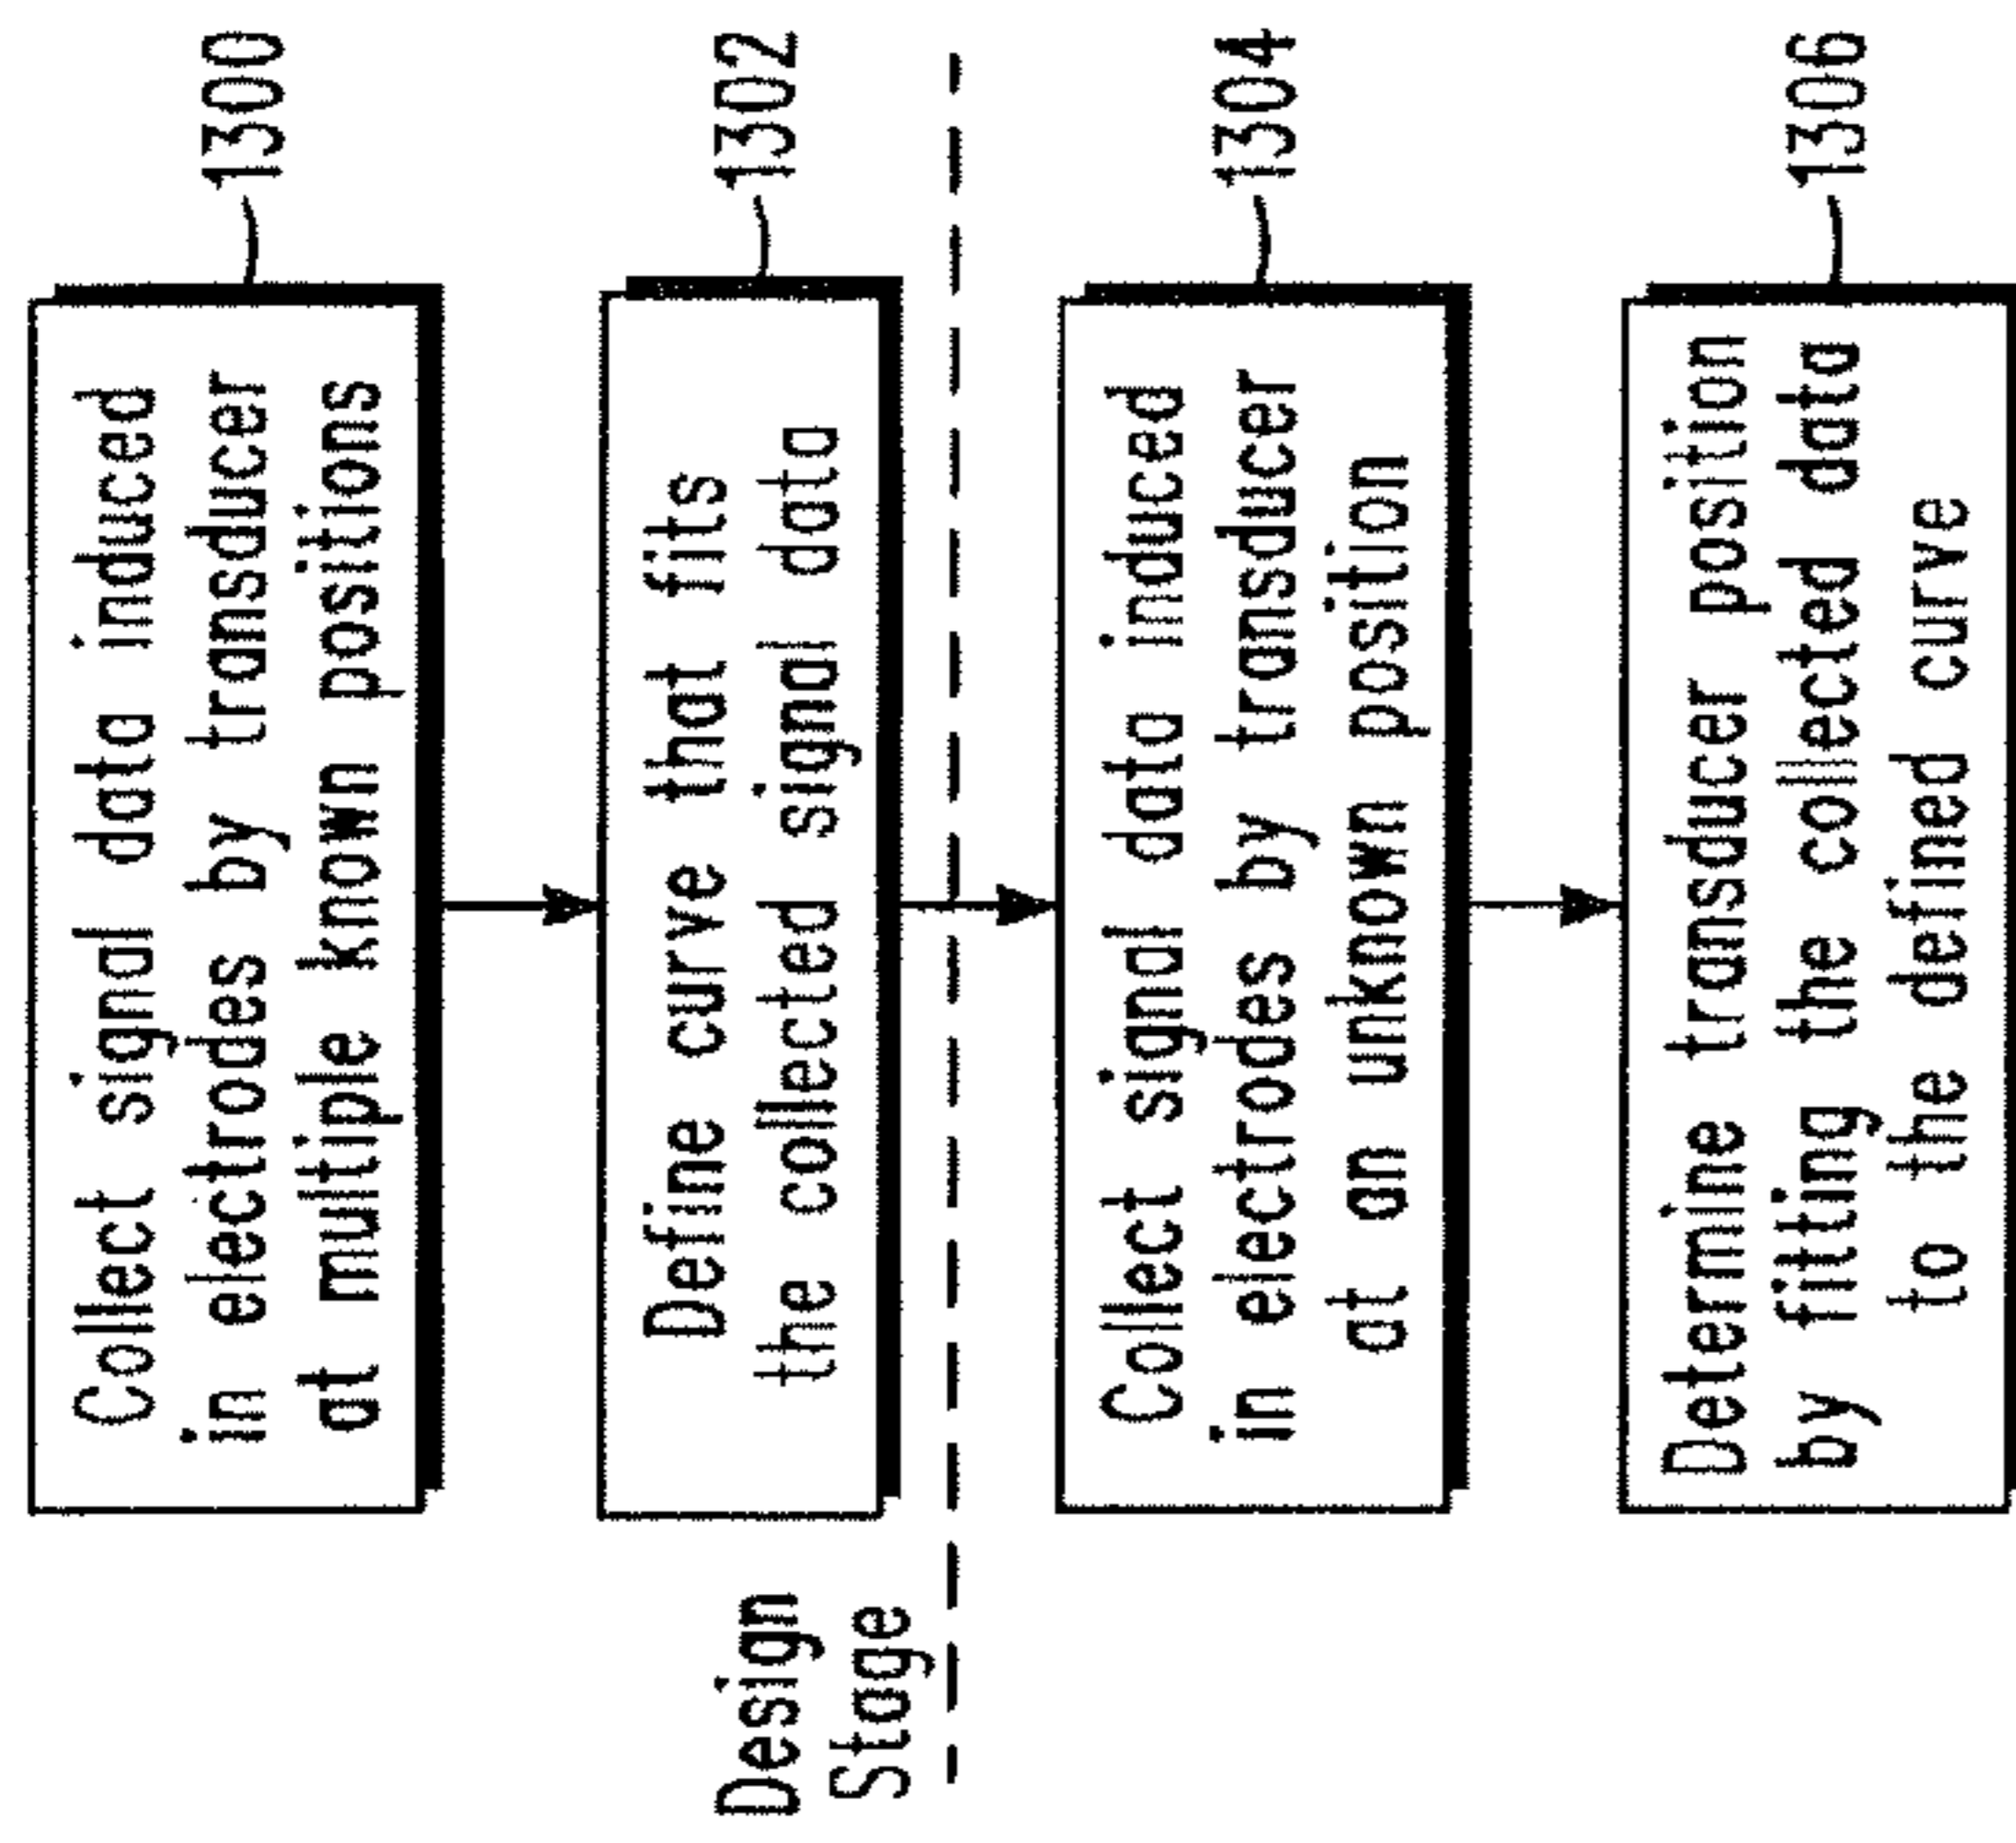 Collect signal data induced
in electrodes by transducer
at multiple known positions
1300
Define curve that fits
the collected signal data
1302
Design
Stage
Collect signal data induced
in electrodes by transducer
at an unknown position
1304
Determine transducer position
by fitting the collected data
to the defined curve
1306